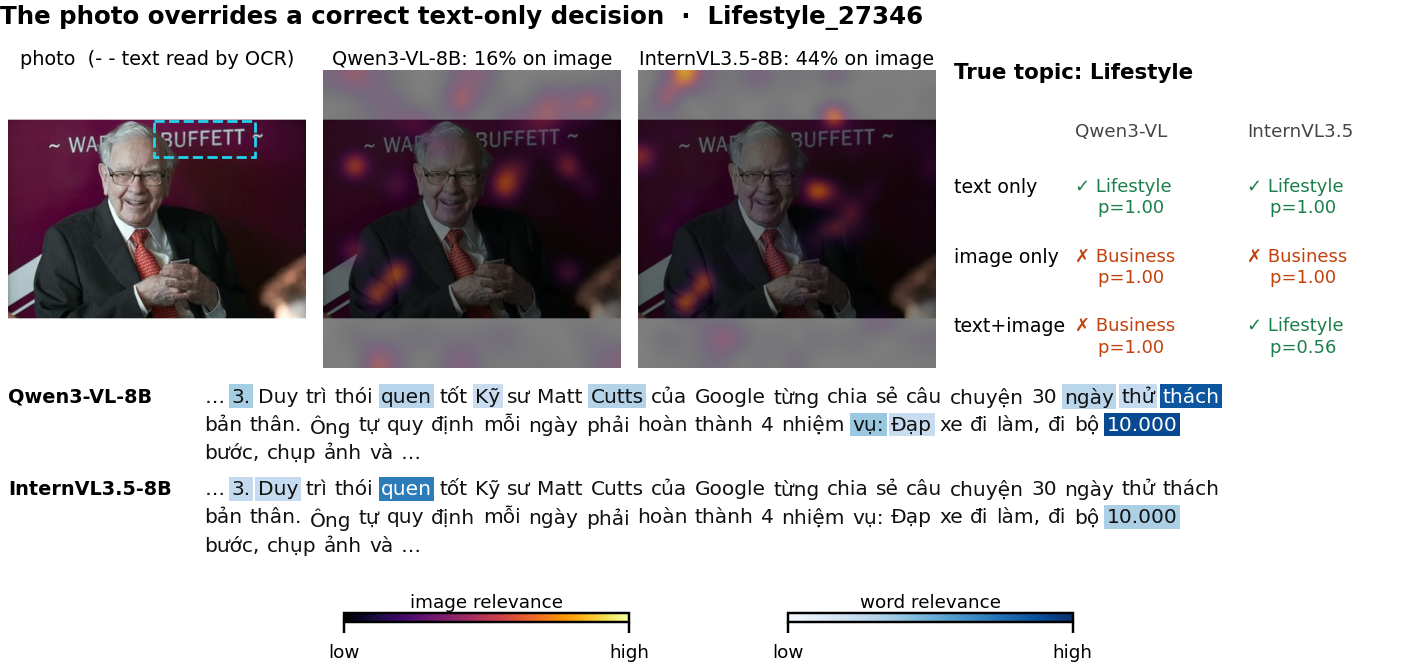 The photo overrides a correct text-only decision · Lifestyle_27346
photo (- - text read by OCR)
Qwen3-VL-8B: 16% on image
InternVL3.5-8B: 44% on image
~ WAR BUFFETT ~
~ WAR BUFFETT ~
~ WAR BUFFETT ~
True topic: Lifestyle
Qwen3-VL InternVL3.5
text only ✓ Lifestyle ✓ Lifestyle
p=1.00 p=1.00
image only ✗ Business ✗ Business
p=1.00 p=1.00
text+image ✗ Business ✓ Lifestyle
p=1.00 p=0.56
Qwen3-VL-8B ... 3. Duy trì thói quen tốt Kỹ sư Matt Cutts của Google từng chia sẻ câu chuyện 30 ngày thử thách
bản thân. Ông tự quy định mỗi ngày phải hoàn thành 4 nhiệm vụ: Đạp xe đi làm, đi bộ 10.000
bước, chụp ảnh và ...
InternVL3.5-8B ... 3. Duy trì thói quen tốt Kỹ sư Matt Cutts của Google từng chia sẻ câu chuyện 30 ngày thử thách
bản thân. Ông tự quy định mỗi ngày phải hoàn thành 4 nhiệm vụ: Đạp xe đi làm, đi bộ 10.000
bước, chụp ảnh và ...
image relevance
low high
word relevance
low high